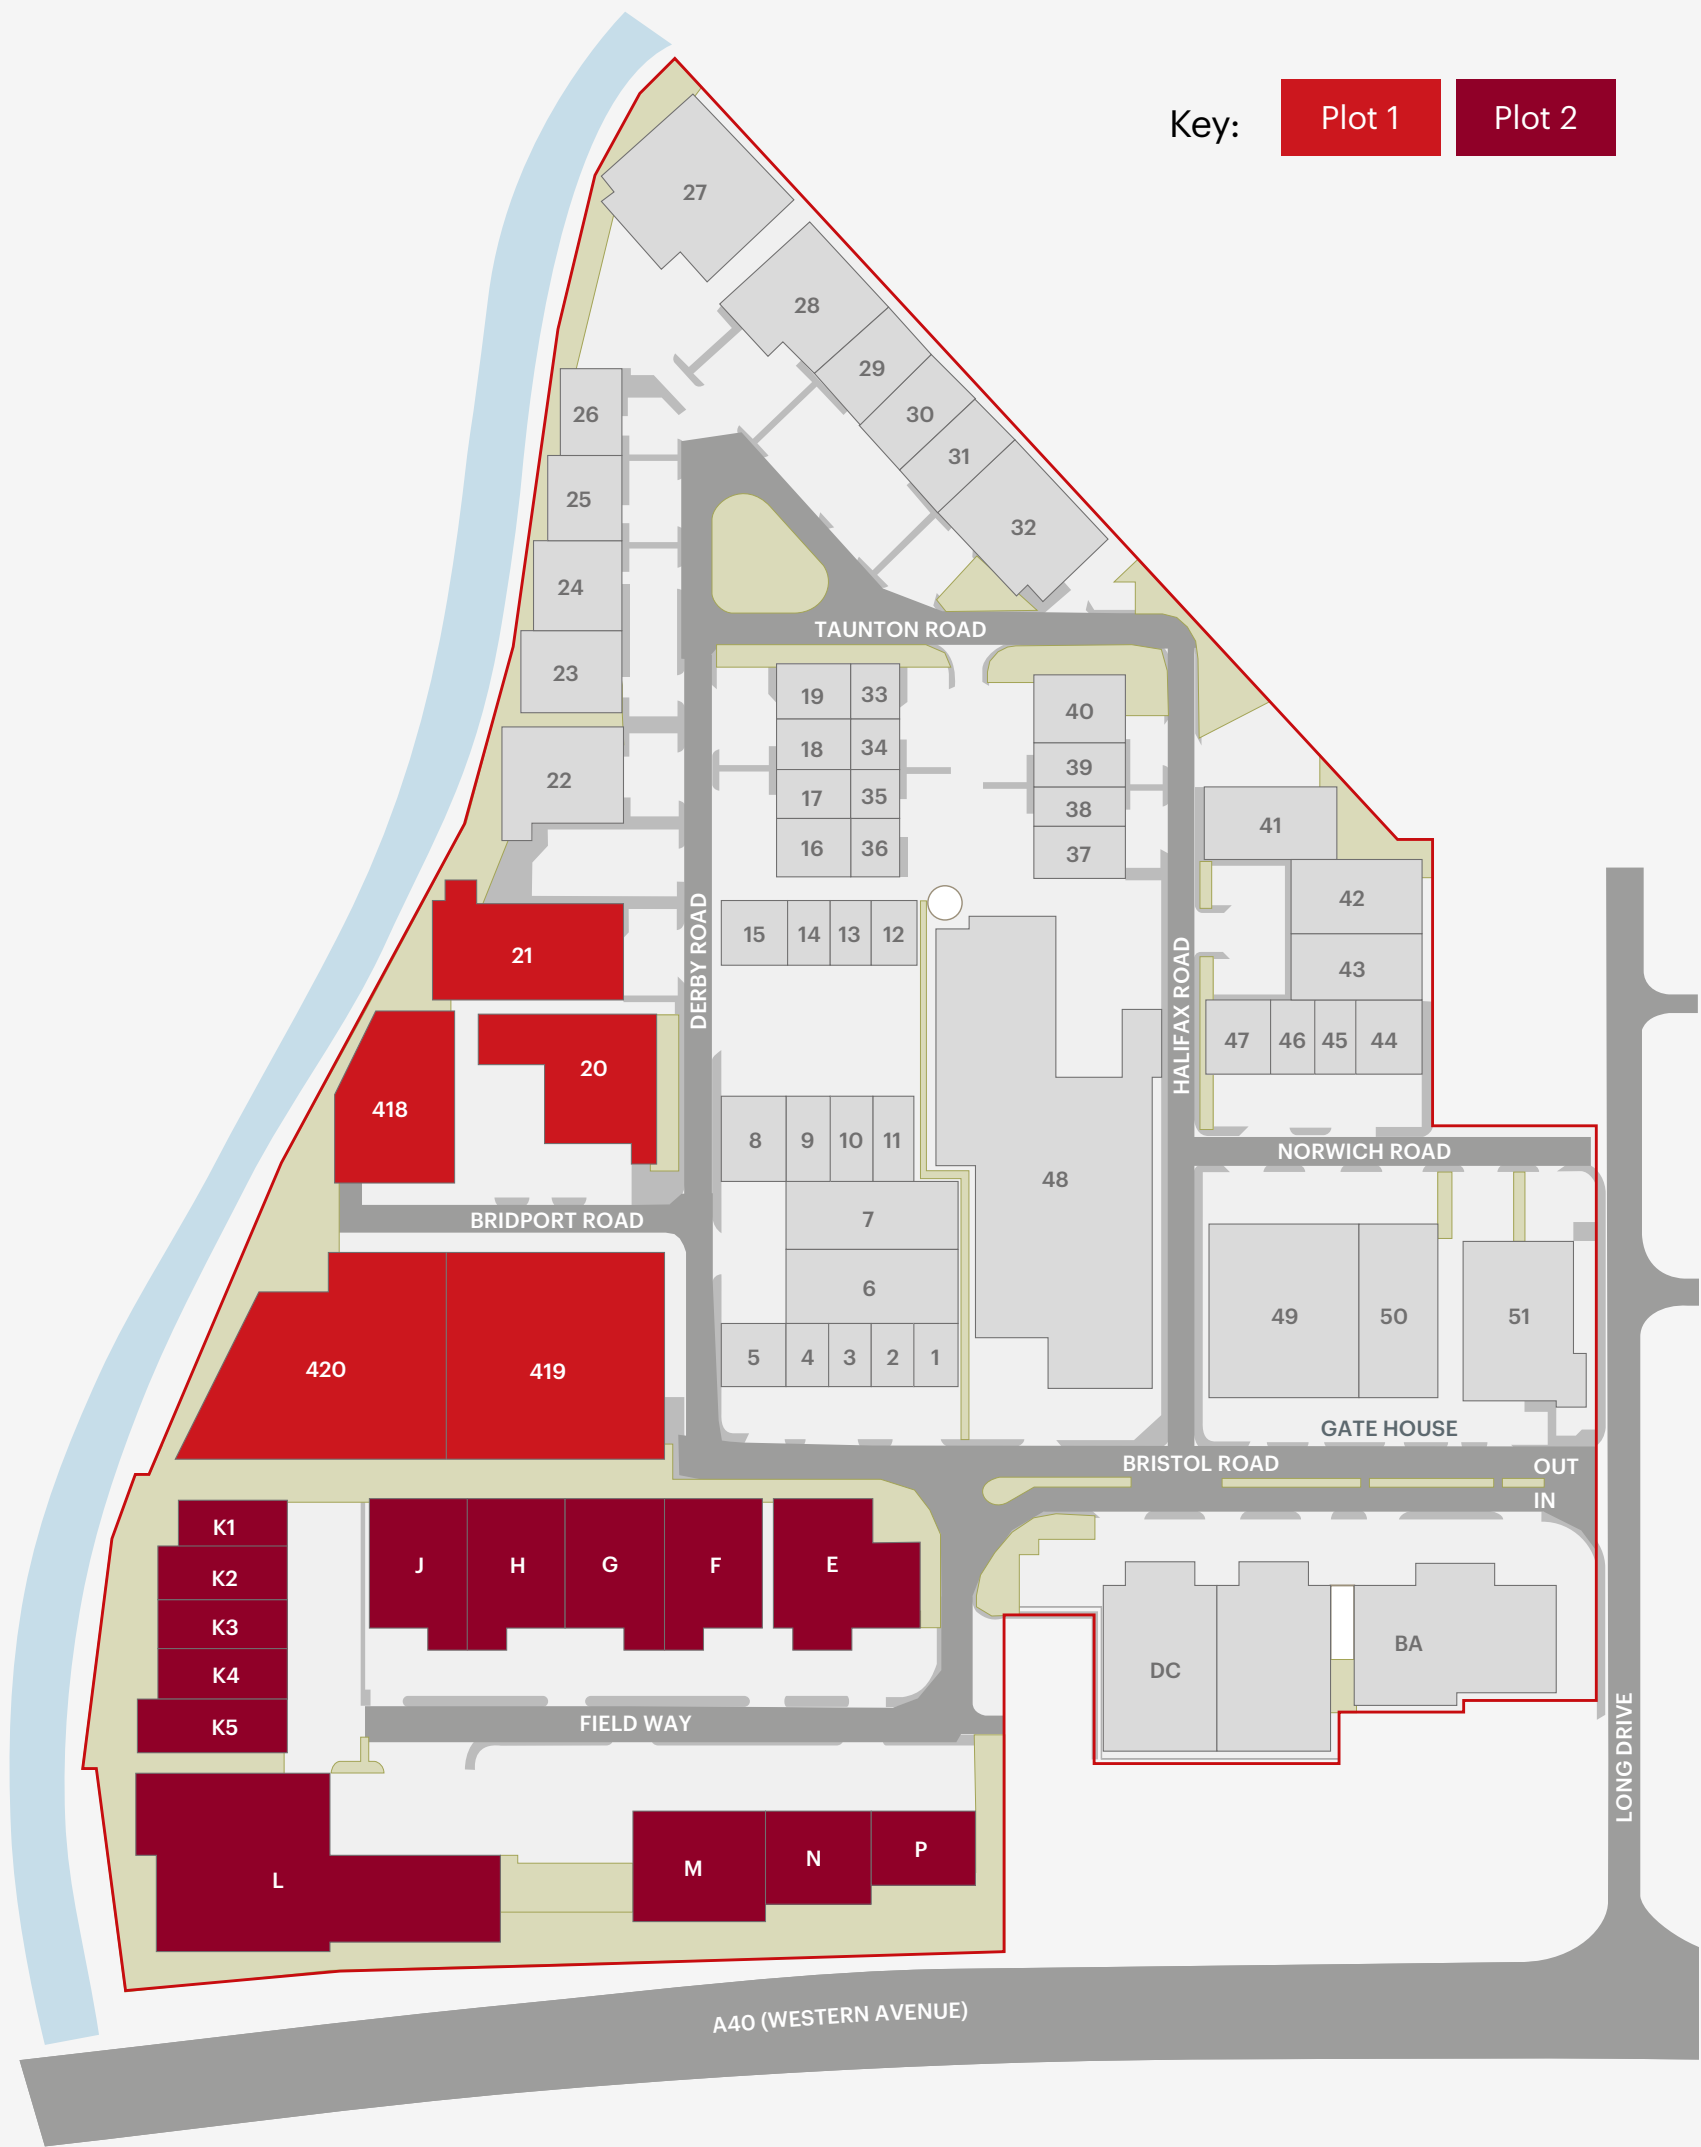 Key:
Plot 1
Plot 2
27
28
29
30
31
32
26
25
24
23
22
TAUNTON ROAD
19
33
18
34
17
35
16
36
40
39
38
37
41
42
43
47
46
45
44
15
14
13
12
DERBY ROAD
HALIFAX ROAD
21
20
418
BRIDPORT ROAD
8
9
10
11
7
6
5
4
3
2
1
48
NORWICH ROAD
49
50
51
GATE HOUSE
420
419
BRISTOL ROAD
OUT
IN
K1
K2
K3
K4
K5
J
H
G
F
E
DC
BA
FIELD WAY
LONG DRIVE
L
M
N
P
A40 (WESTERN AVENUE)